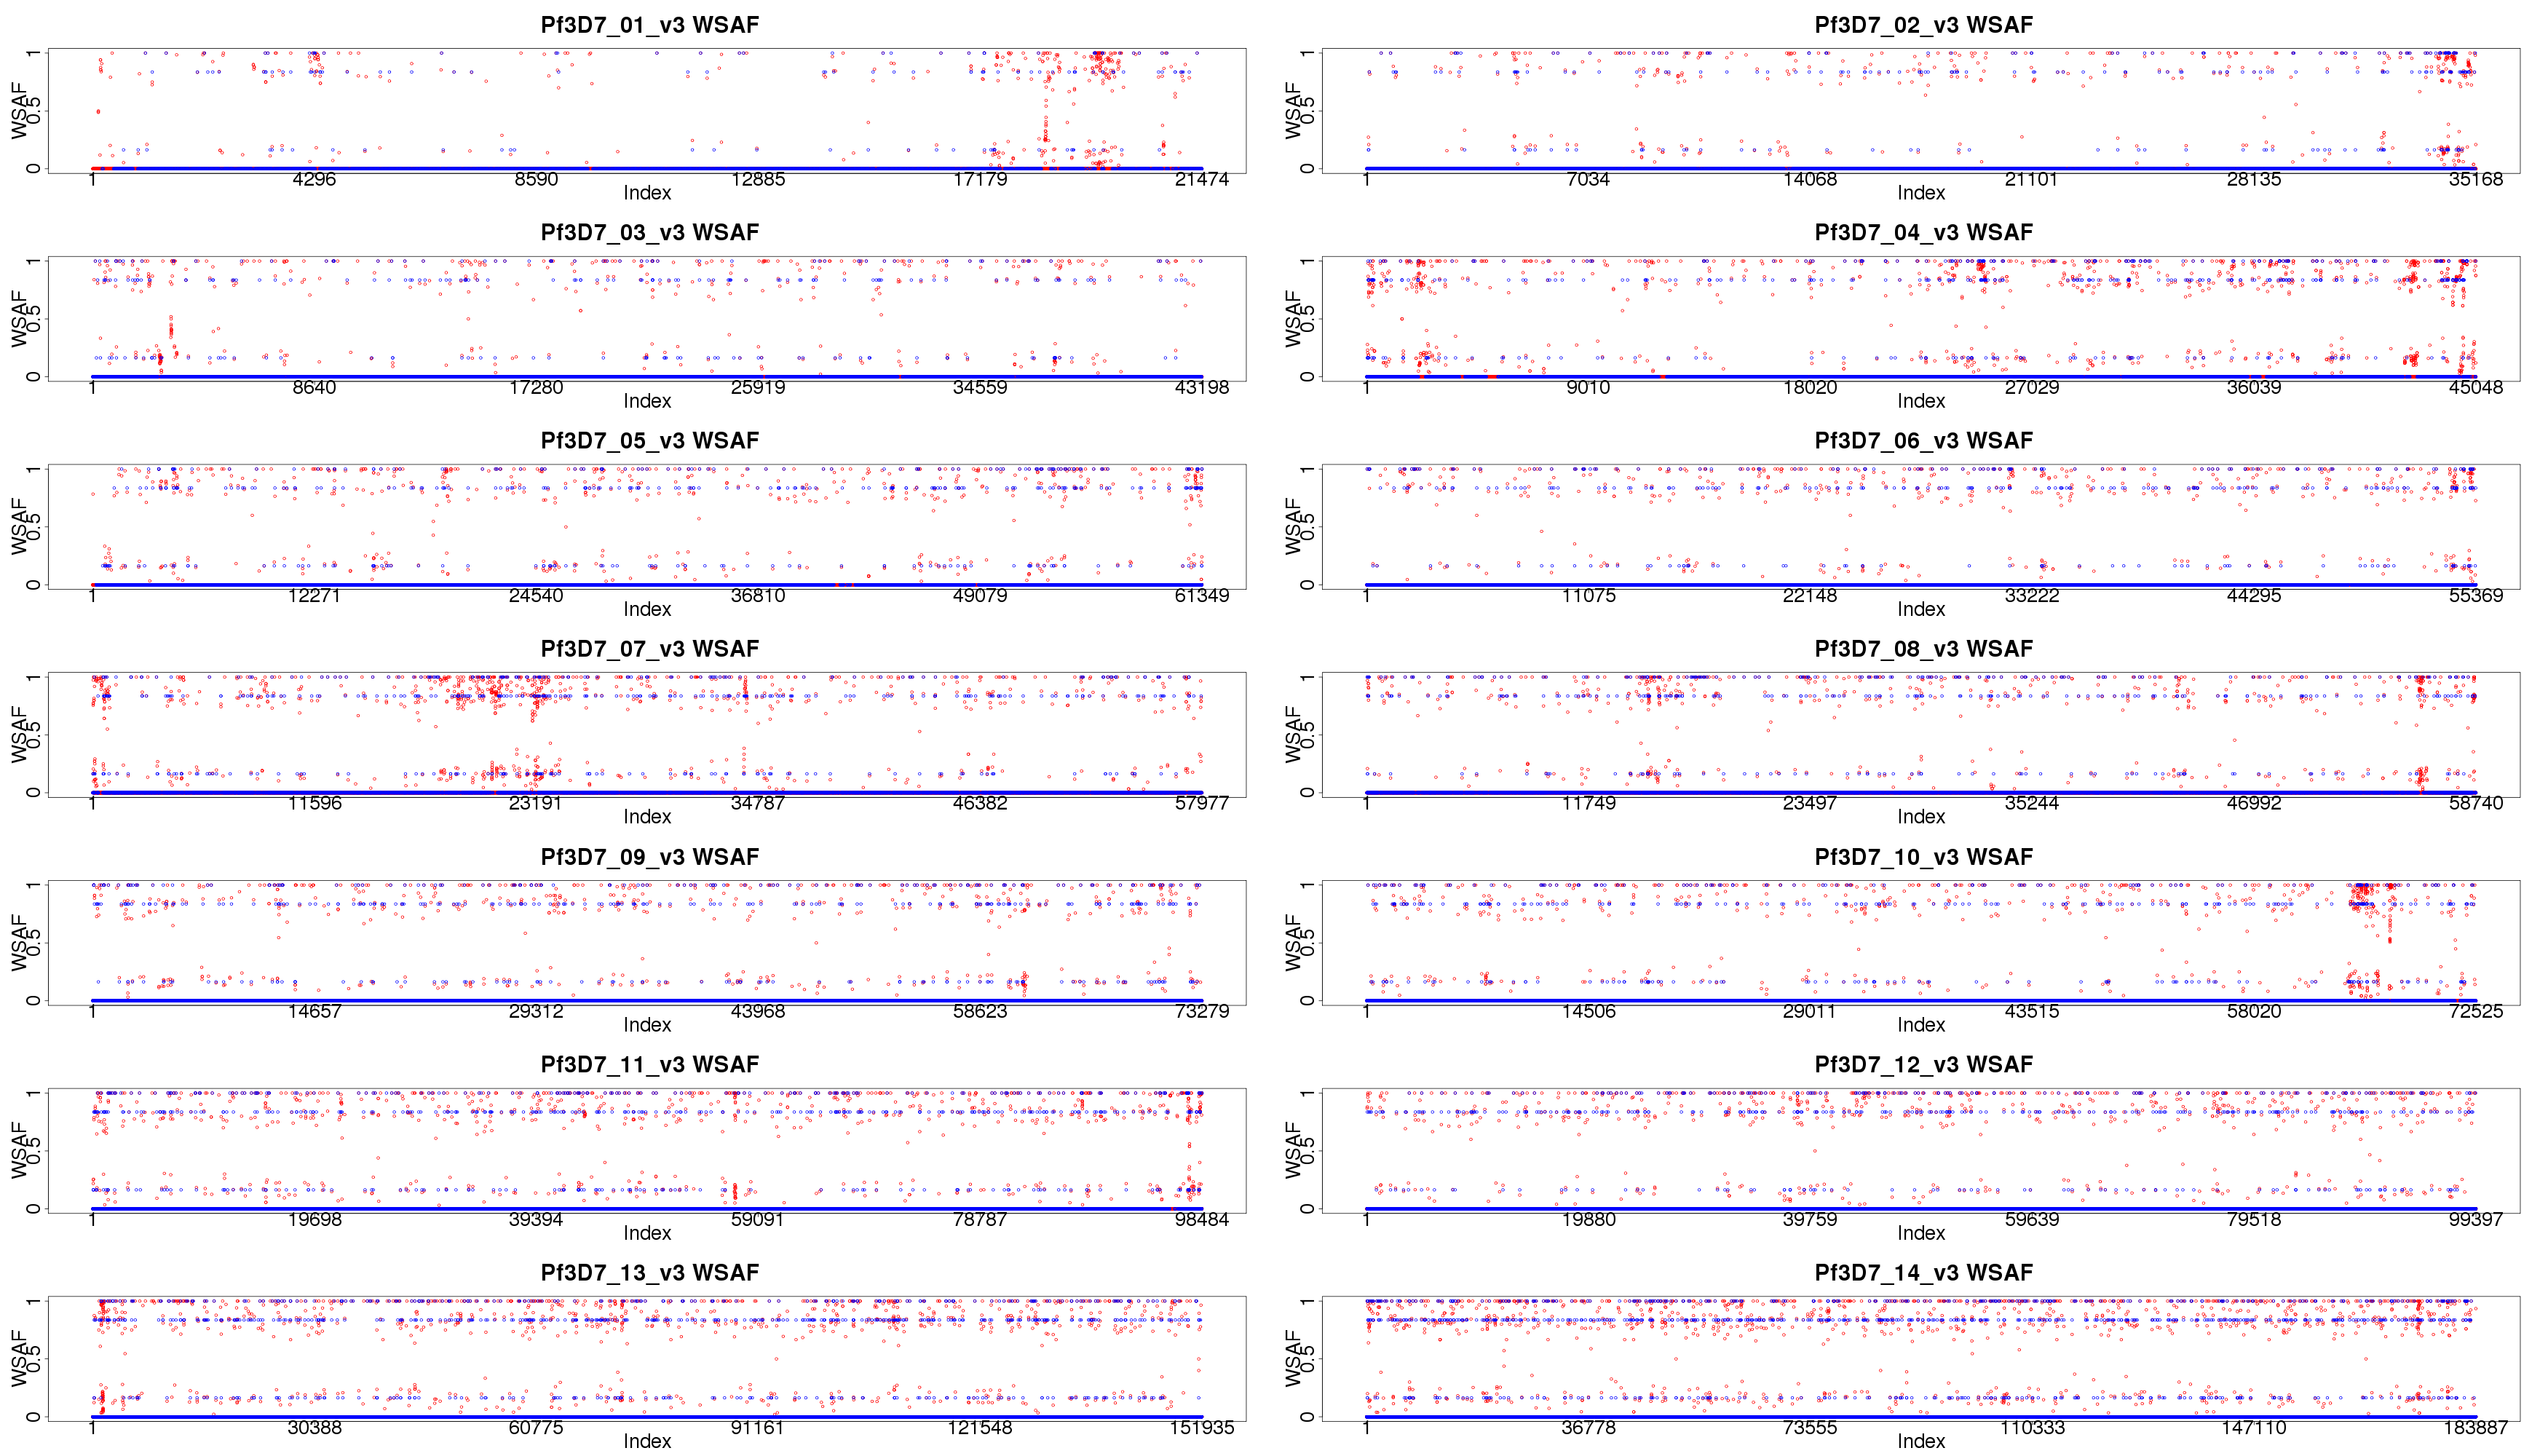 Pf3D7_01_v3 WSAF
WSAF
0 0.5 1
1 4296 8590 12885 17179 21474
Index
Pf3D7_02_v3 WSAF
WSAF
0 0.5 1
1 7034 14068 21101 28135 35168
Index
Pf3D7_03_v3 WSAF
WSAF
0 0.5 1
1 8640 17280 25919 34559 43198
Index
Pf3D7_04_v3 WSAF
WSAF
0 0.5 1
1 9010 18020 27029 36039 45048
Index
Pf3D7_05_v3 WSAF
WSAF
0 0.5 1
1 12271 24540 36810 49079 61349
Index
Pf3D7_06_v3 WSAF
WSAF
0 0.5 1
1 11075 22148 33222 44295 55369
Index
Pf3D7_07_v3 WSAF
WSAF
0 0.5 1
1 11596 23191 34787 46382 57977
Index
Pf3D7_08_v3 WSAF
WSAF
0 0.5 1
1 11749 23497 35244 46992 58740
Index
Pf3D7_09_v3 WSAF
WSAF
0 0.5 1
1 14657 29312 43968 58623 73279
Index
Pf3D7_10_v3 WSAF
WSAF
0 0.5 1
1 14506 29011 43515 58020 72525
Index
Pf3D7_11_v3 WSAF
WSAF
0 0.5 1
1 19698 39394 59091 78787 98484
Index
Pf3D7_12_v3 WSAF
WSAF
0 0.5 1
1 19880 39759 59639 79518 99397
Index
Pf3D7_13_v3 WSAF
WSAF
0 0.5 1
1 30388 60775 91161 121548 151935
Index
Pf3D7_14_v3 WSAF
WSAF
0 0.5 1
1 36778 73555 110333 147110 183887
Index